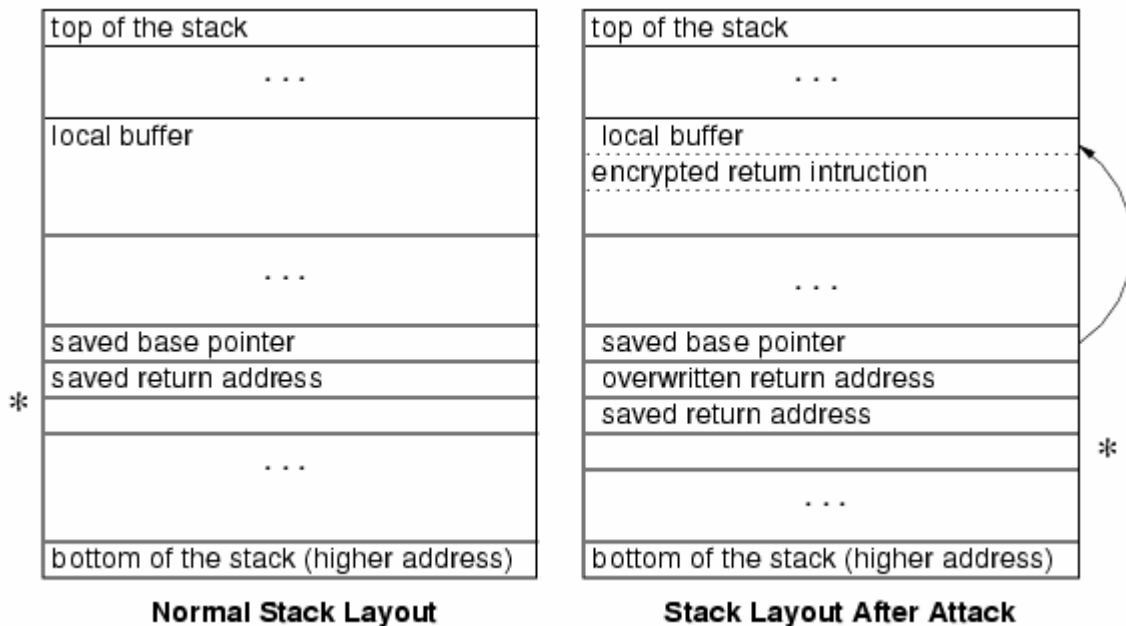 top of the stack
. . .
local buffer
. . .
saved base pointer
saved return address
*
. . .
bottom of the stack (higher address)
Normal Stack Layout
top of the stack
. . .
local buffer
encrypted return intruction
. . .
saved base pointer
overwritten return address
saved return address
*
. . .
bottom of the stack (higher address)
Stack Layout After Attack